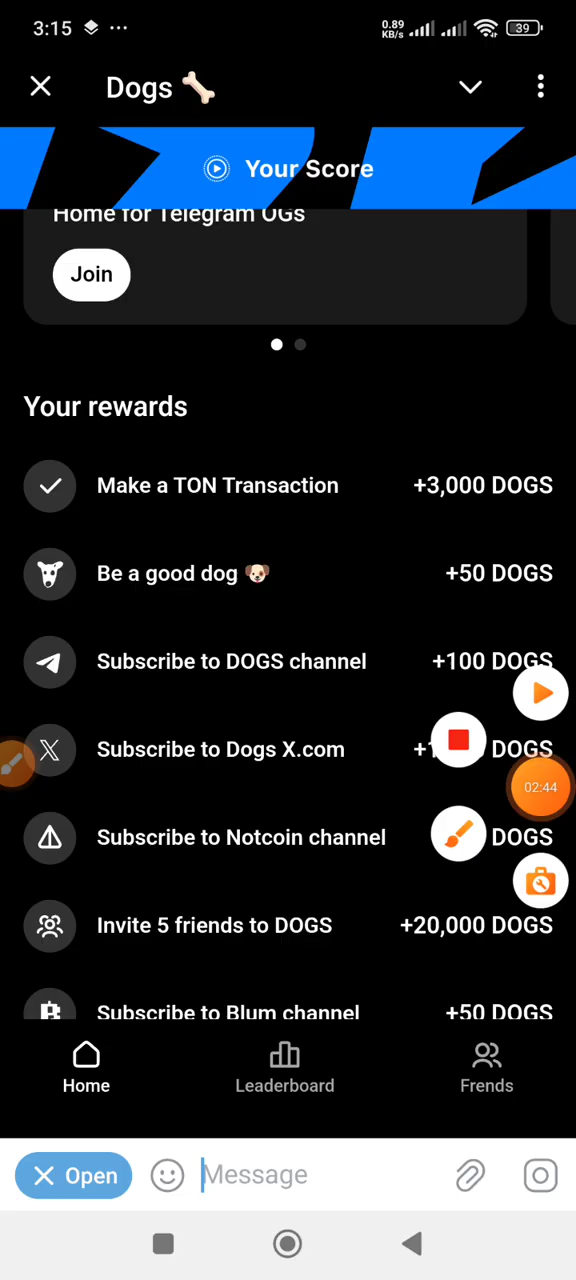 3:15
0.89
KB/s
39
Dogs 🦴
Your Score
Home for Telegram OGs
Join
Your rewards
Make a TON Transaction +3,000 DOGS
Be a good dog 🐶 +50 DOGS
Subscribe to DOGS channel +100 DOGS
Subscribe to Dogs X.com DOGS
02:44
Subscribe to Notcoin channel DOGS
Invite 5 friends to DOGS +20,000 DOGS
Subscribe to Blum channel +50 DOGS
Home Leaderboard Frends
Open Message